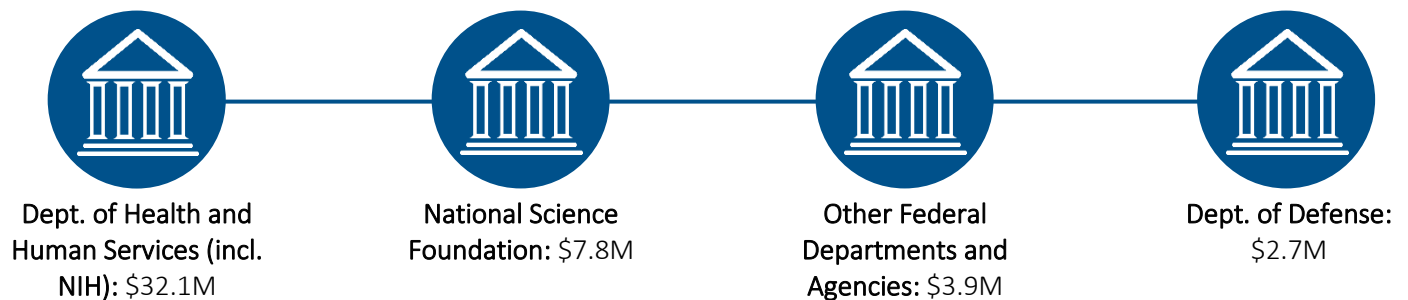 Dept. of Health and
Human Services (incl.
NIH): $32.1M
National Science
Foundation: $7.8M
Other Federal
Departments and
Agencies: $3.9M
Dept. of Defense:
$2.7M